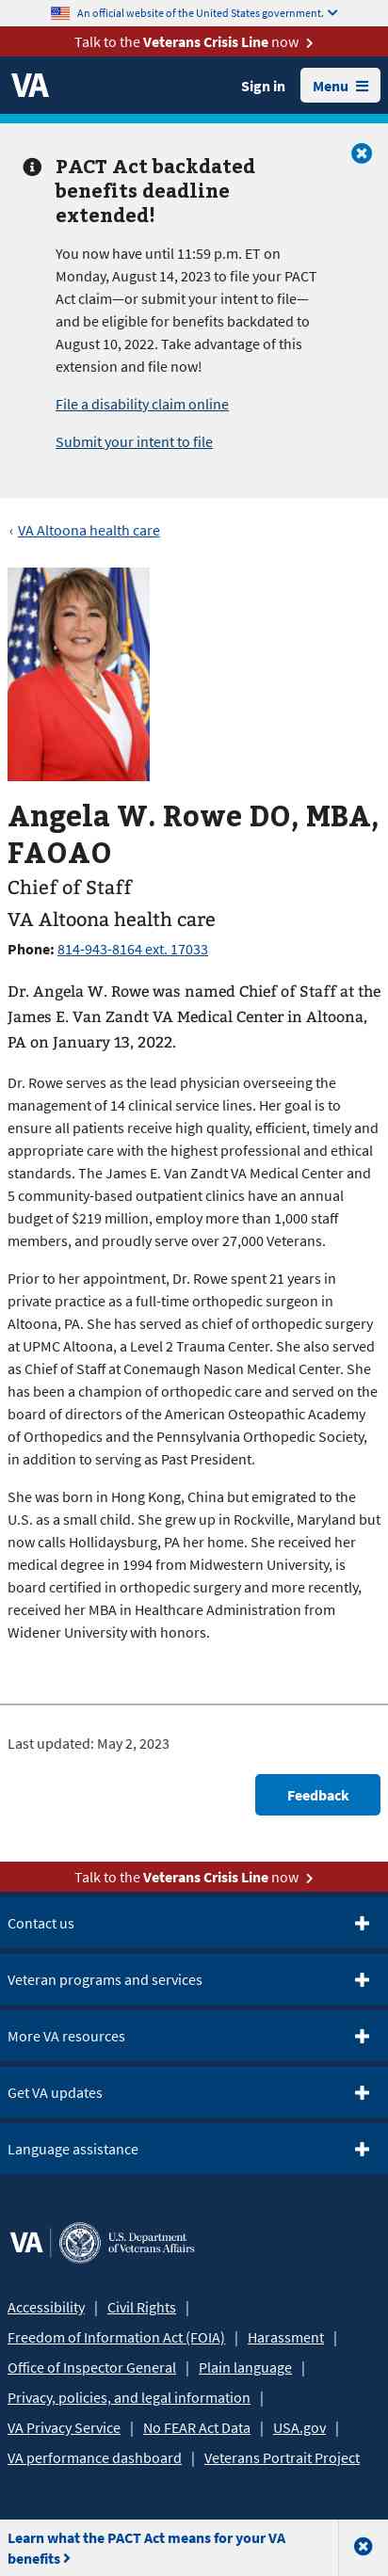 An official website of the United States government.
Talk to the Veterans Crisis Line now
VA
Sign in
Menu
PACT Act backdated
benefits deadline
extended!
You now have until 11:59 p.m. ET on
Monday, August 14, 2023 to file your PACT
Act clam—or submit your intent to file—
and be eligible for benefits backdated to
August 10, 2022. Take advantage of this
extension and file now!
File a disability claim online
Submit your intent to file
‹ VA Altoona health care
Angela W. Rowe DO, MBA,
FAOAO
Chief of Staff
VA Altoona health care
Phone: 814-943-8164 ext. 17033
Dr. Angela W. Rowe was named Chief of Staff at the
James E. Van Zandt VA Medical Center in Altoona,
PA on January 13, 2022.
Dr. Rowe serves as the lead physician overseeing the
management of 14 clinical service lines. Her goal is to
ensure all patients receive high quality, efficient, timely and
appropriate care with the highest professional and ethical
standards. The James E. Van Zandt VA Medical Center and
5 community-based outpatient clinics have an annual
budget of $219 million, employ more than 1,000 staff
members, and proudly serve over 27,000 Veterans.
Prior to her appointment, Dr. Rowe spent 21 years in
private practice as a full-time orthopedic surgeon in
Altoona, PA. She has served as chief of orthopedic surgery
at UPMC Altoona, a Level 2 Trauma Center. She also served
as Chief of Staff at Conemaugh Nason Medical Center. She
has been a champion of orthopedic care and served on the
board of directors of the American Osteopathic Academy
of Orthopedics and the Pennsylvania Orthopedic Society,
in addition to serving as Past President.
She was born in Hong Kong, China but emigrated to the
U.S. as a small child. She grew up in Rockville, Maryland but
now calls Hollidaysburg, PA her home. She received her
medical degree in 1994 from Midwestern University, is
board certified in orthopedic surgery and more recently,
received her MBA in Healthcare Administration from
Widener University with honors.
Last updated: May 2, 2023
Feedback
Talk to the Veterans Crisis Line now
Contact us
Veteran programs and services
More VA resources
Get VA updates
Language assistance
VA | U.S. Department
of Veterans Affairs
Accessibility | Civil Rights |
Freedom of Information Act (FOIA) | Harassment |
Office of Inspector General | Plain language |
Privacy, policies, and legal information |
VA Privacy Service | No FEAR Act Data | USA.gov |
VA performance dashboard | Veterans Portrait Project
Learn what the PACT Act means for your VA
benefits